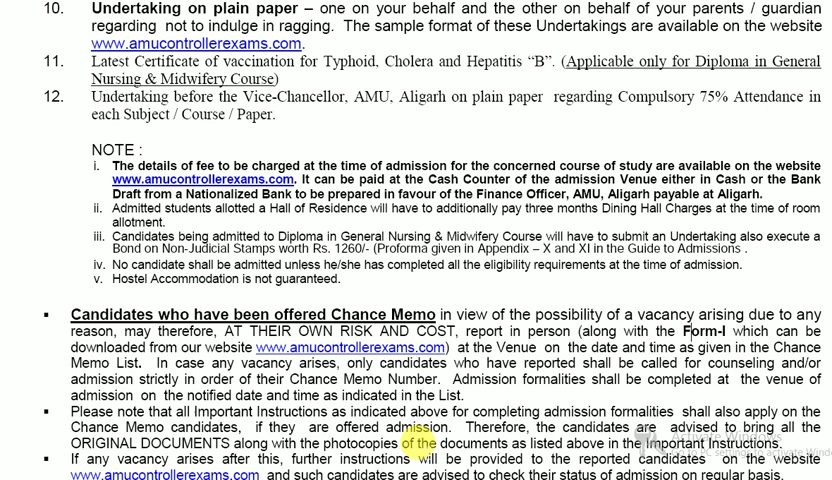 10. Undertaking on plain paper – one on your behalf and the other on behalf of your parents / guardian
regarding not to indulge in ragging. The sample format of these Undertakings are available on the website
www.amucontrollerexams.com.
11. Latest Certificate of vaccination for Typhoid, Cholera and Hepatitis “B”. (Applicable only for Diploma in General
Nursing & Midwifery Course)
12. Undertaking before the Vice-Chancellor, AMU, Aligarh on plain paper regarding Compulsory 75% Attendance in
each Subject / Course / Paper.
NOTE :
i. The details of fee to be charged at the time of admission for the concerned course of study are available on the website
www.amucontrollerexams.com. It can be paid at the Cash Counter of the admission Venue either in Cash or the Bank
Draft from a Nationalized Bank to be prepared in favour of the Finance Officer, AMU, Aligarh payable at Aligarh.
ii. Admitted students allotted a Hall of Residence will have to additionally pay three months Dining Hall Charges at the time of room
allotment.
iii. Candidates being admitted to Diploma in General Nursing & Midwifery Course will have to submit an Undertaking also execute a
Bond on Non-Judicial Stamps worth Rs. 1260/- (Proforma given in Appendix – X and XI in the Guide to Admissions .
iv. No candidate shall be admitted unless he/she has completed all the eligibility requirements at the time of admission.
v. Hostel Accommodation is not guaranteed.
▪ Candidates who have been offered Chance Memo in view of the possibility of a vacancy arising due to any
reason, may therefore, AT THEIR OWN RISK AND COST, report in person (along with the Form-I which can be
downloaded from our website www.amucontrollerexams.com) at the Venue on the date and time as given in the Chance
Memo List. In case any vacancy arises, only candidates who have reported shall be called for counseling and/or
admission strictly in order of their Chance Memo Number. Admission formalities shall be completed at the venue of
admission on the notified date and time as indicated in the List.
▪ Please note that all Important Instructions as indicated above for completing admission formalities shall also apply on the
Chance Memo candidates, if they are offered admission. Therefore, the candidates are advised to bring all the
ORIGINAL DOCUMENTS along with the photocopies of the documents as listed above in the Important Instructions.
▪ If any vacancy arises after this, further instructions will be provided to the reported candidates on the website
www.amucontrollerexams.com and such candidates are advised to check their status of admission on regular basis.
Activate Windows
Go to PC settings to activate Windows